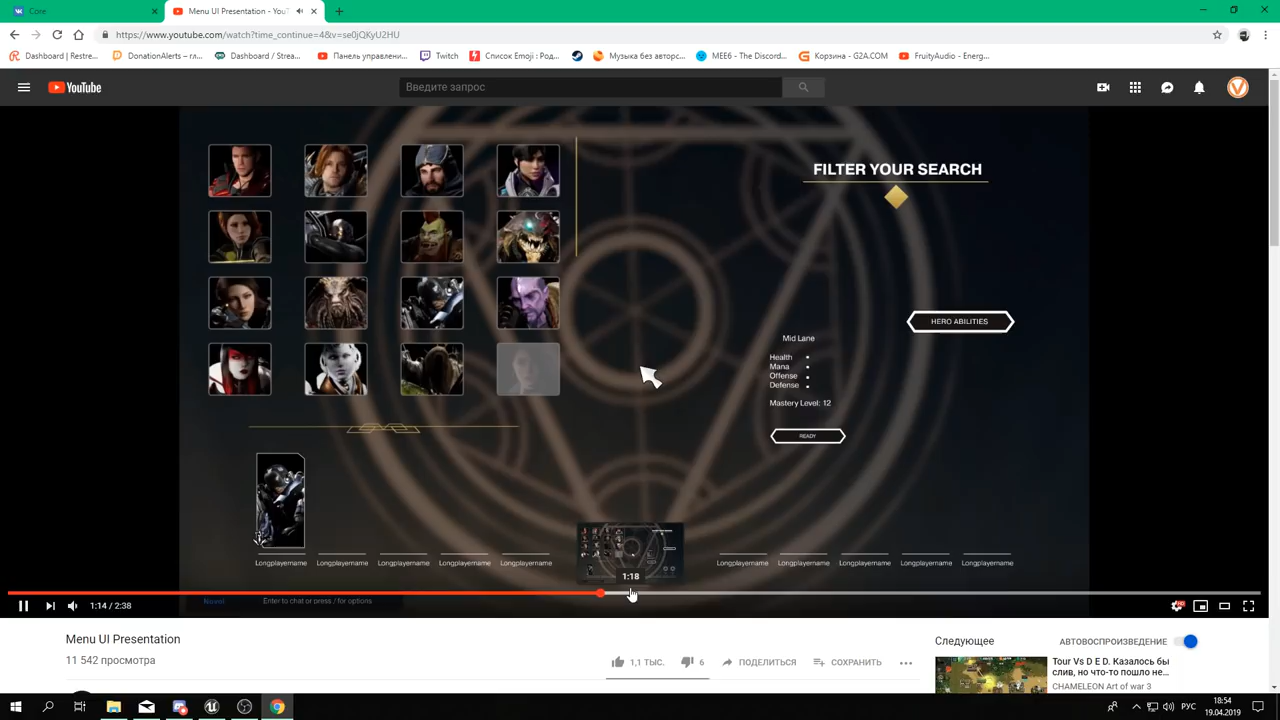 Core
Menu UI Presentation - YouT
https://www.youtube.com/watch?time_continue=4&v=se0jQKyU2HU
Dashboard | Restre...
DonationAlerts – гл...
Dashboard / Strea...
Панель управлени...
Twitch
Список Emoji : Род...
Музыка без авторс...
MEE6 - The Discord...
Корзина - G2A.COM
FruityAudio - Energ...
YouTube
Введите запрос
V
FILTER YOUR SEARCH
HERO ABILITIES
Mid Lane
Health
Mana
Offense
Defense
Mastery Level: 12
READY
Longplayername Longplayername Longplayername Longplayername Longplayername
Longplayername Longplayername Longplayername Longplayername Longplayername
1:18
Enter to chat or press / for options
1:14 / 2:38
HD
Menu UI Presentation
11 542 просмотра
1,1 ТЫС.
6
ПОДЕЛИТЬСЯ
СОХРАНИТЬ
Следующее
АВТОВОСПРОИЗВЕДЕНИЕ
Tour Vs D E D. Казалось бы
слив, но что-то пошло не...
CHAMELEON Art of war 3
РУС
18:54
19.04.2019